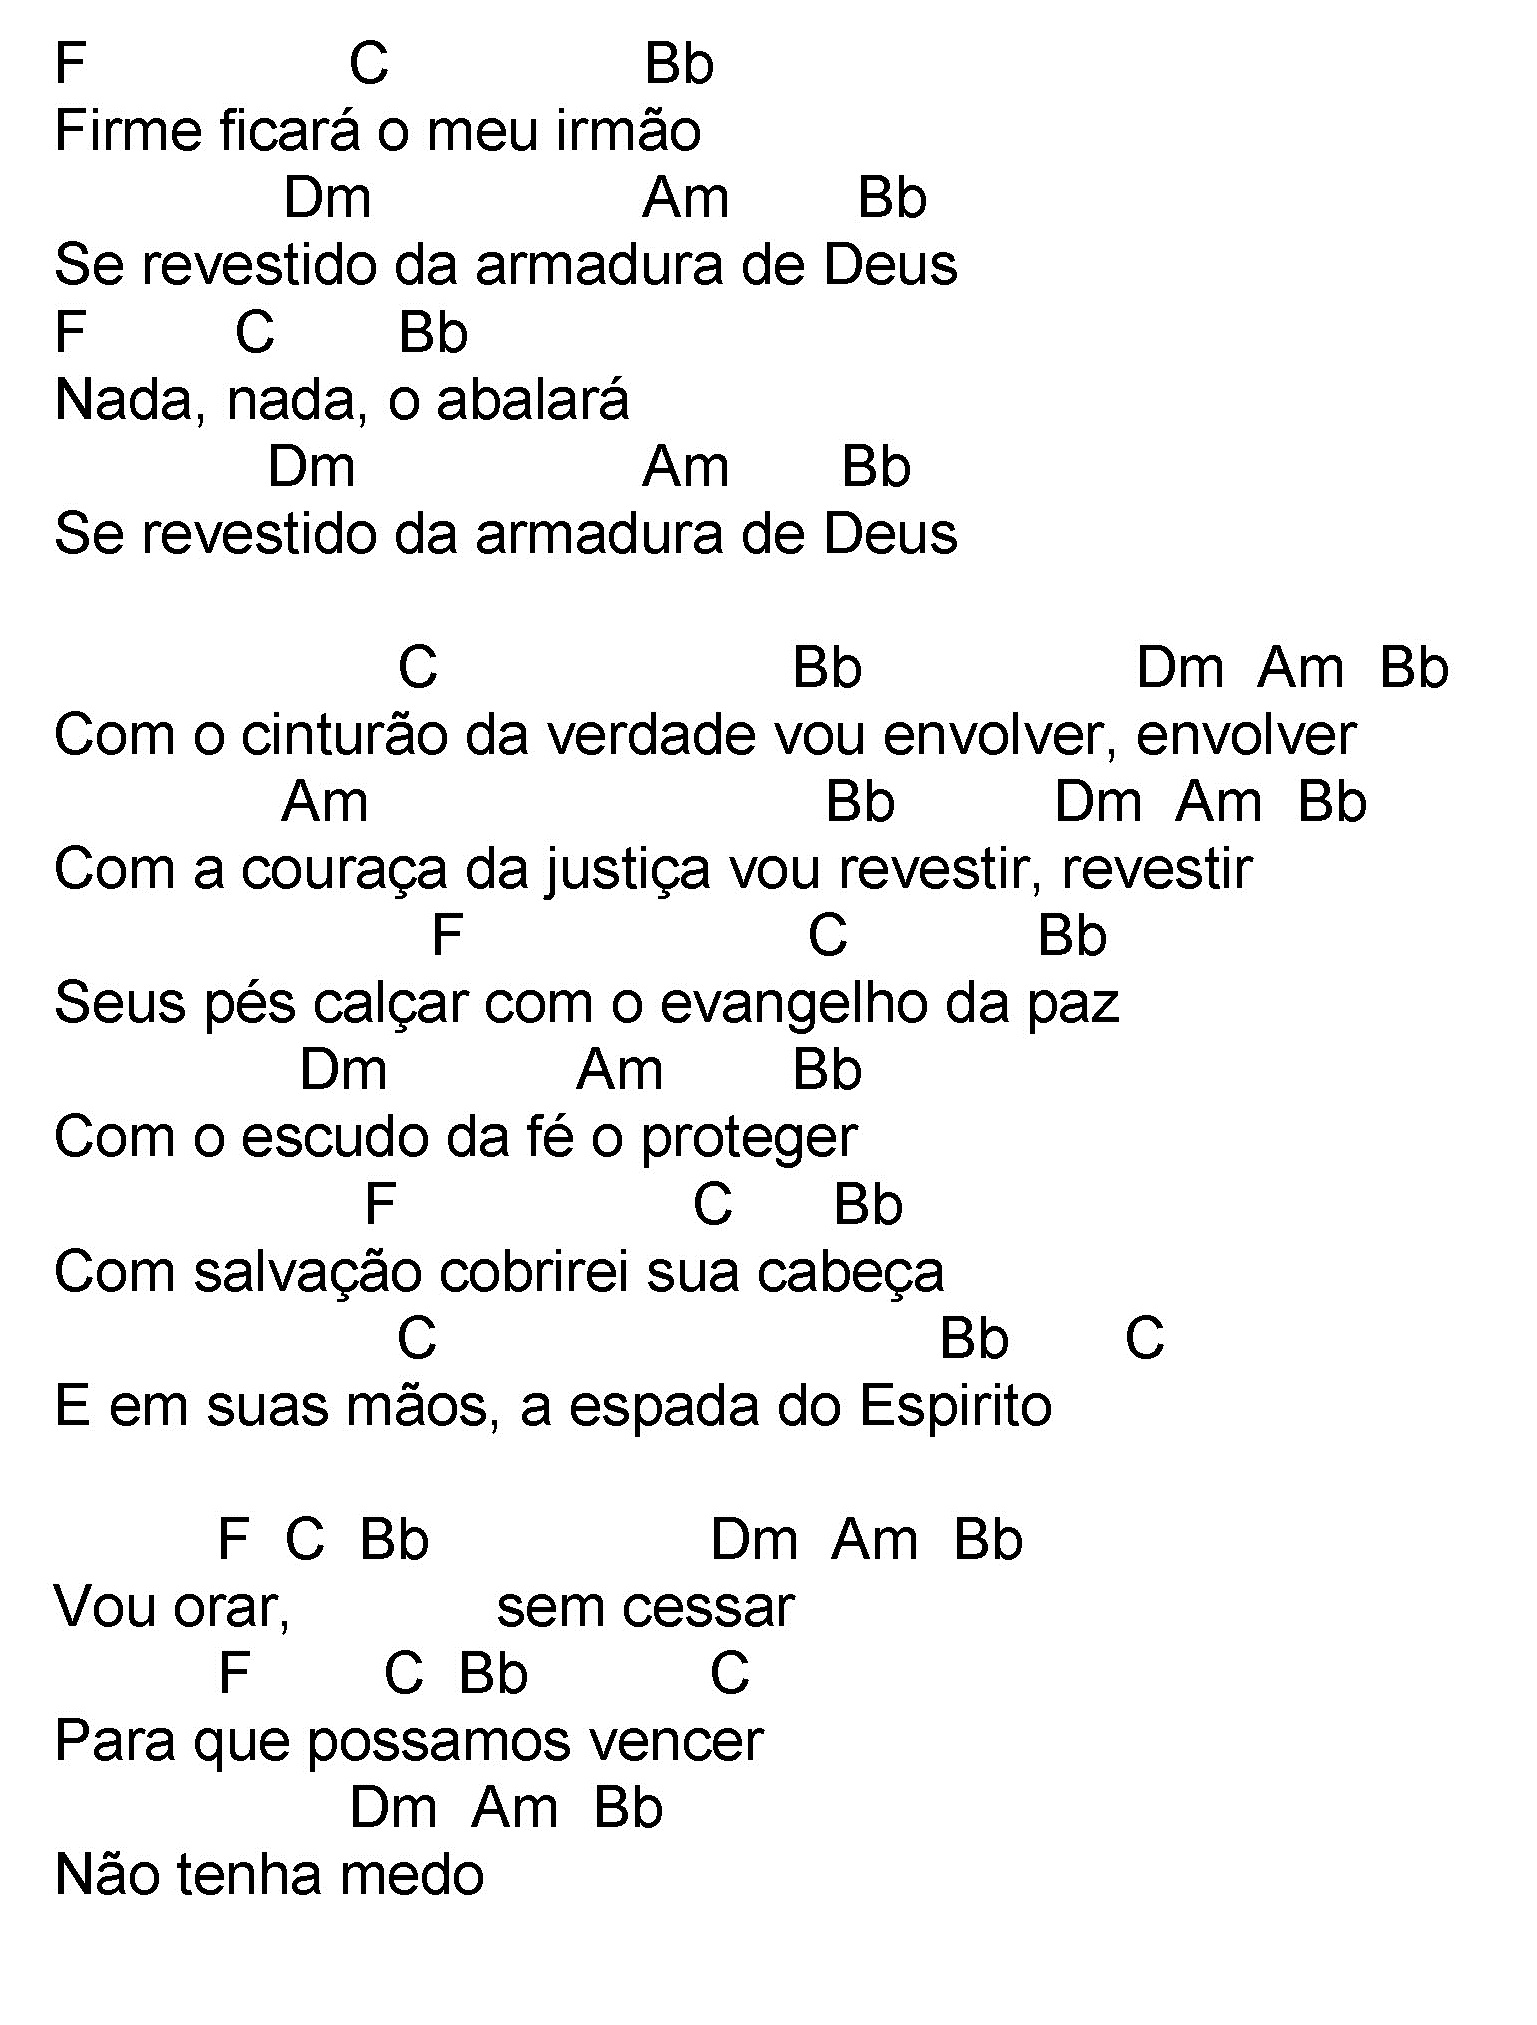 F C Bb
Firme ficará o meu irmão
Dm Am Bb
Se revestido da armadura de Deus
F C Bb
Nada, nada, o abalará
Dm Am Bb
Se revestido da armadura de Deus
C Bb Dm Am Bb
Com o cinturão da verdade vou envolver, envolver
Am Bb Dm Am Bb
Com a couraça da justiça vou revestir, revestir
F C Bb
Seus pés calçar com o evangelho da paz
Dm Am Bb
Com o escudo da fé o proteger
F C Bb
Com salvação cobrirei sua cabeça
C Bb C
E em suas mãos, a espada do Espirito
F C Bb Dm Am Bb
Vou orar, sem cessar
F C Bb C
Para que possamos vencer
Dm Am Bb
Não tenha medo